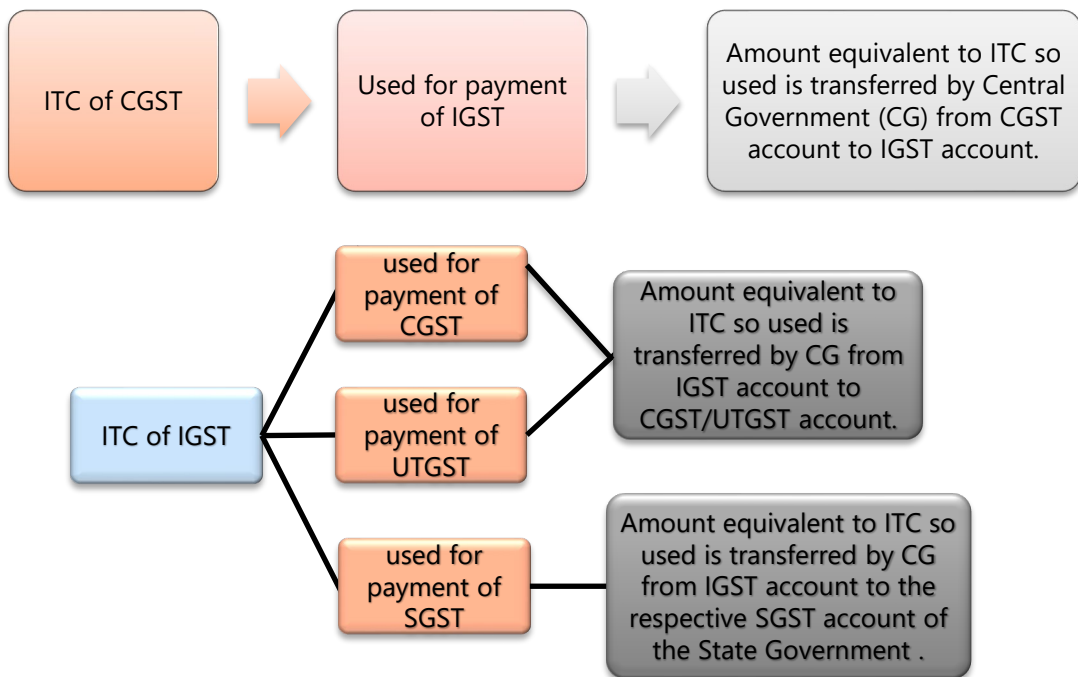 ITC of CGST
Used for payment
of IGST
Amount equivalent to ITC so
used is transferred by Central
Government (CG) from CGST
account to IGST account.
ITC of IGST
used for
payment of
CGST
used for
payment of
UTGST
Amount equivalent to
ITC so used is
transferred by CG from
IGST account to
CGST/UTGST account.
used for
payment of
SGST
Amount equivalent to ITC so
used is transferred by CG
from IGST account to the
respective SGST account of
the State Government .